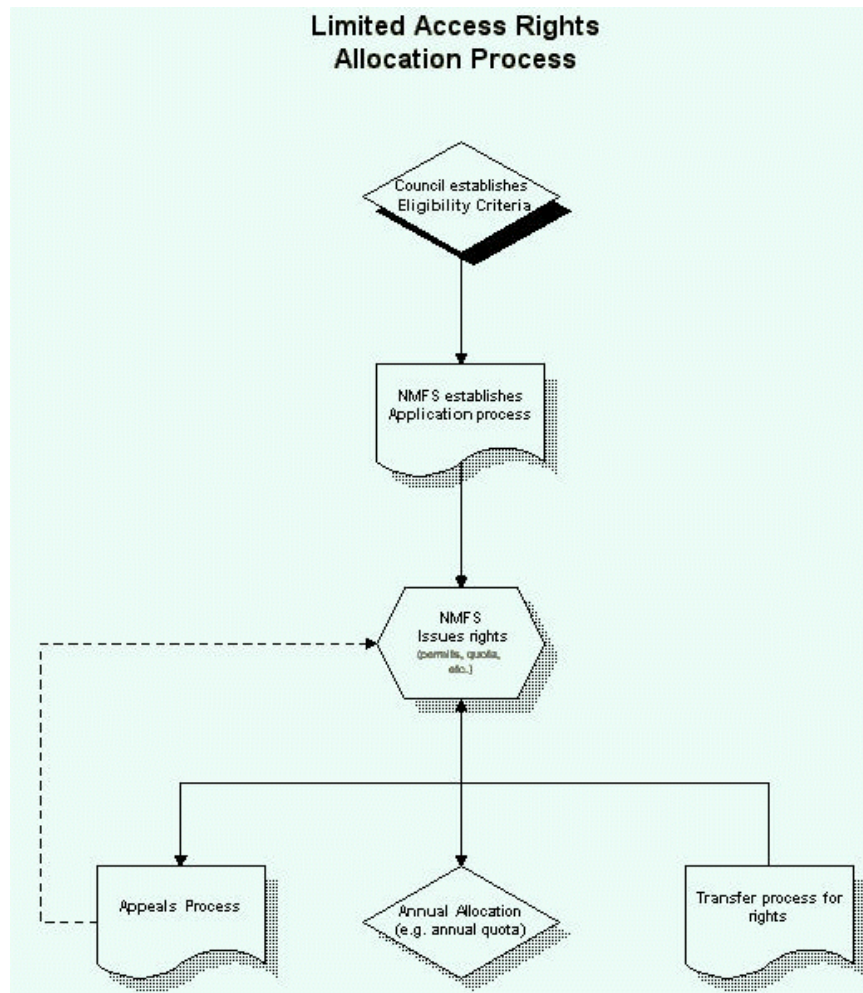 Limited Access Rights
Allocation Process
Council establishes
Eligibility Criteria
NMFS establishes
Application process
NMFS
Issues rights
(permits, quota,
etc.)
Appeals Process
Annual Allocation
(e.g. annual quota)
Transfer process for
rights